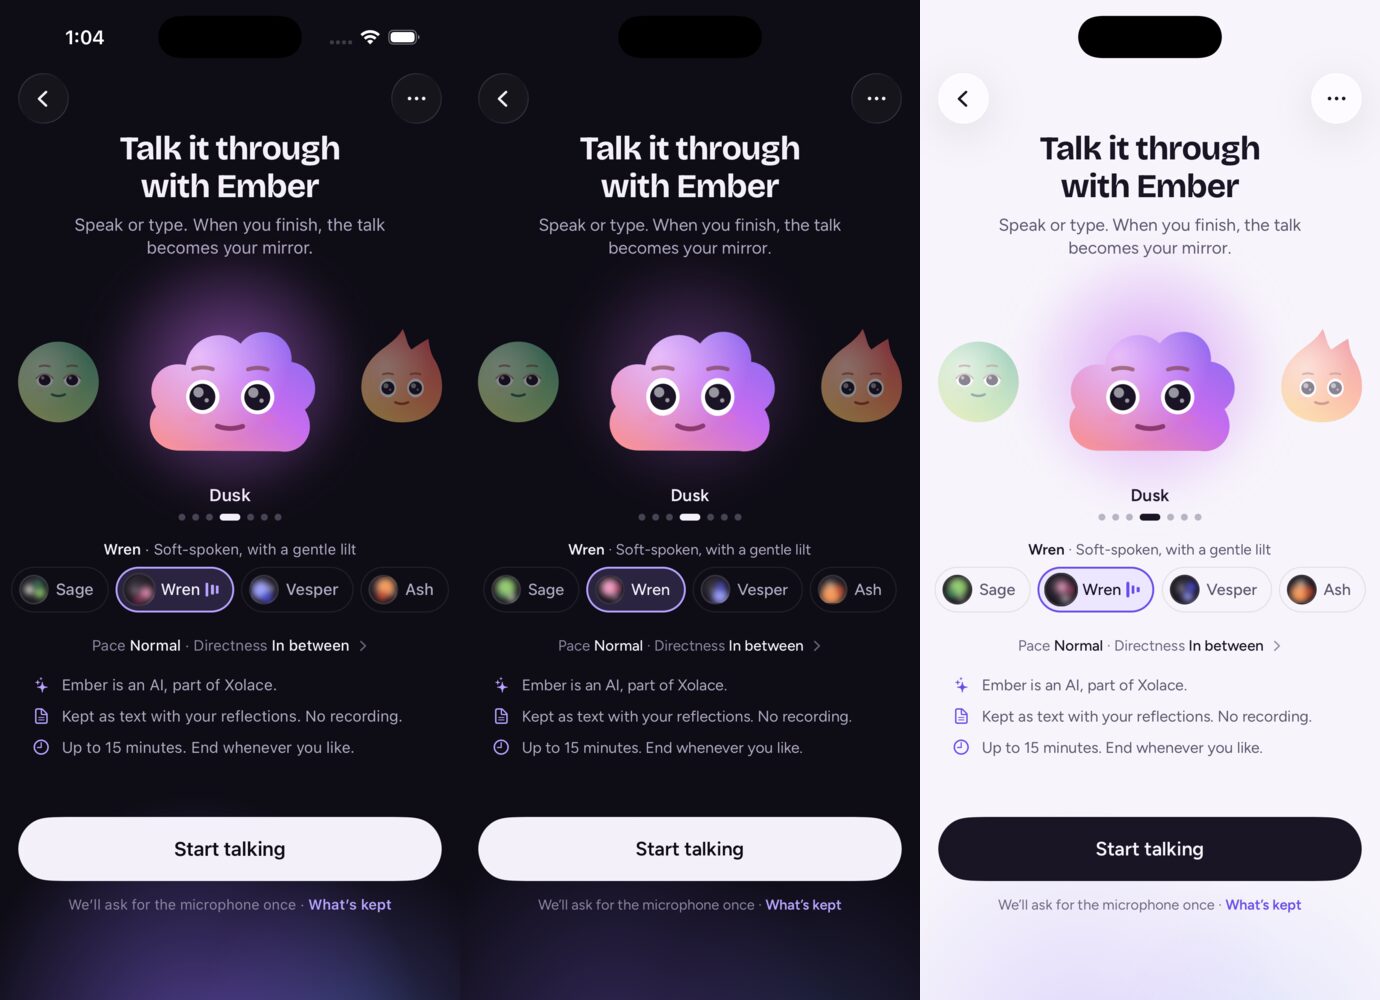 1:04
Talk it through
with Ember
Speak or type. When you finish, the talk
becomes your mirror.
Dusk
Wren · Soft-spoken, with a gentle lilt
Sage
Wren
Vesper
Ash
Pace Normal · Directness In between
Ember is an AI, part of Xolace.
Kept as text with your reflections. No recording.
Up to 15 minutes. End whenever you like.
Start talking
We'll ask for the microphone once · What's kept
Talk it through
with Ember
Speak or type. When you finish, the talk
becomes your mirror.
Dusk
Wren · Soft-spoken, with a gentle lilt
Sage
Wren
Vesper
Ash
Pace Normal · Directness In between
Ember is an AI, part of Xolace.
Kept as text with your reflections. No recording.
Up to 15 minutes. End whenever you like.
Start talking
We'll ask for the microphone once · What's kept
Talk it through
with Ember
Speak or type. When you finish, the talk
becomes your mirror.
Dusk
Wren · Soft-spoken, with a gentle lilt
Sage
Wren
Vesper
Ash
Pace Normal · Directness In between
Ember is an AI, part of Xolace.
Kept as text with your reflections. No recording.
Up to 15 minutes. End whenever you like.
Start talking
We'll ask for the microphone once · What's kept